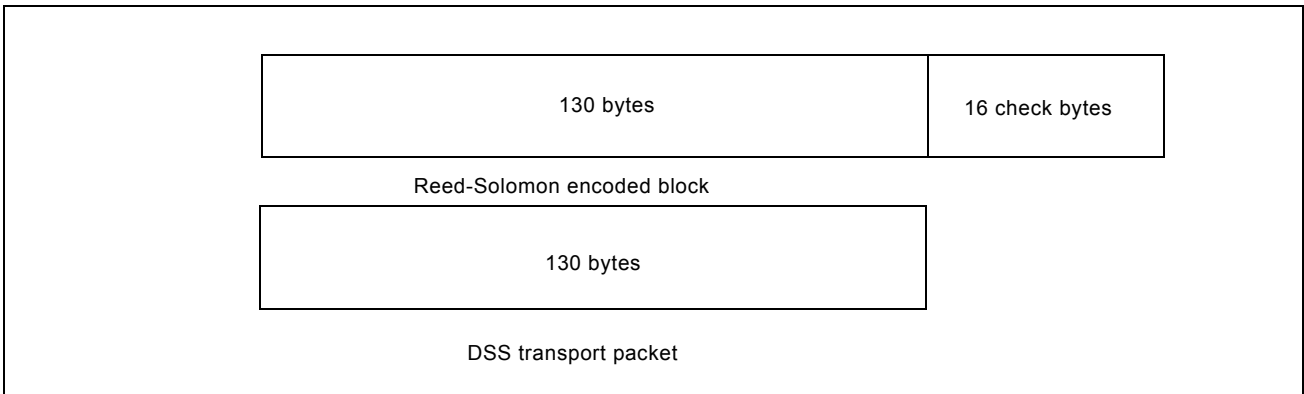 130 bytes
16 check bytes
Reed-Solomon encoded block
130 bytes
DSS transport packet